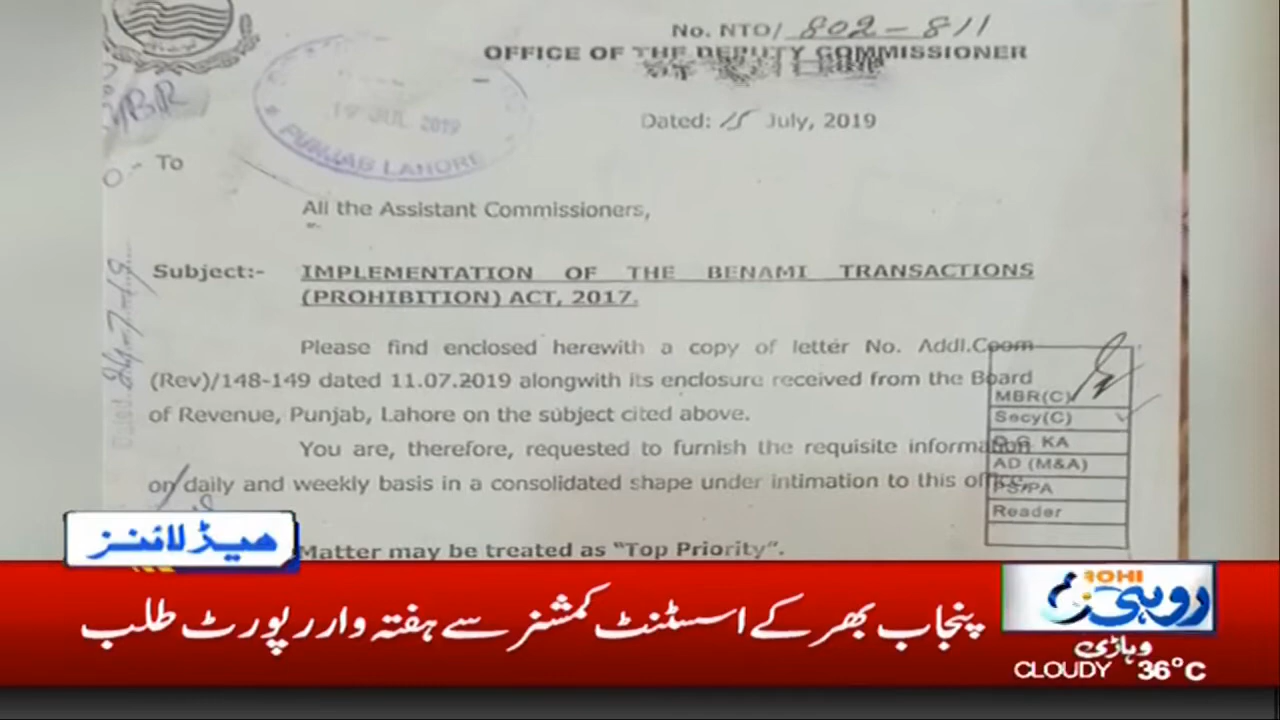 No. NTO/ 802-811
OFFICE OF THE DEPUTY COMMISSIONER
Dated: 15 July, 2019
19 JUL 2019
PUNJAB LAHORE
To
All the Assistant Commissioners,
Subject:- IMPLEMENTATION OF THE BENAMI TRANSACTIONS
(PROHIBITION) ACT, 2017.
Please find enclosed herewith a copy of letter No. Addl.Coom
(Rev)/148-149 dated 11.07.2019 alongwith its enclosure received from the Board
of Revenue, Punjab, Lahore on the subject cited above.
You are, therefore, requested to furnish the requisite information
on daily and weekly basis in a consolidated shape under intimation to this office.
Matter may be treated as "Top Priority".
MBR(C)
Secy(C)
KA
AD (M&A)
PS/PA
Reader
ہیڈلائنز
پنجاب بھر کے اسسٹنٹ کمشنر سے ہفتہ وار رپورٹ طلب
ROHI
روہی
وہاڑی
CLOUDY 36°C